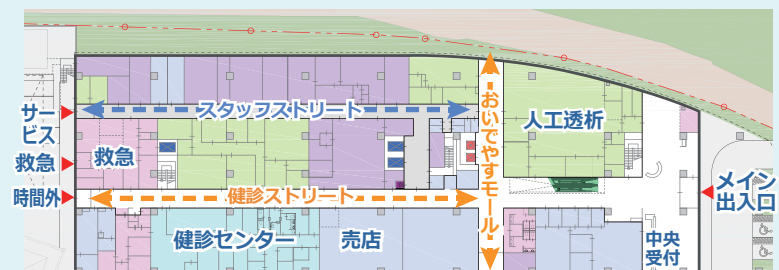 サー
ビス
スタッフストリート
おいでやすモール
人工透析
救急
救急
時間外
健診ストリート
メイン
出入口
健診センター
売店
中央
受付